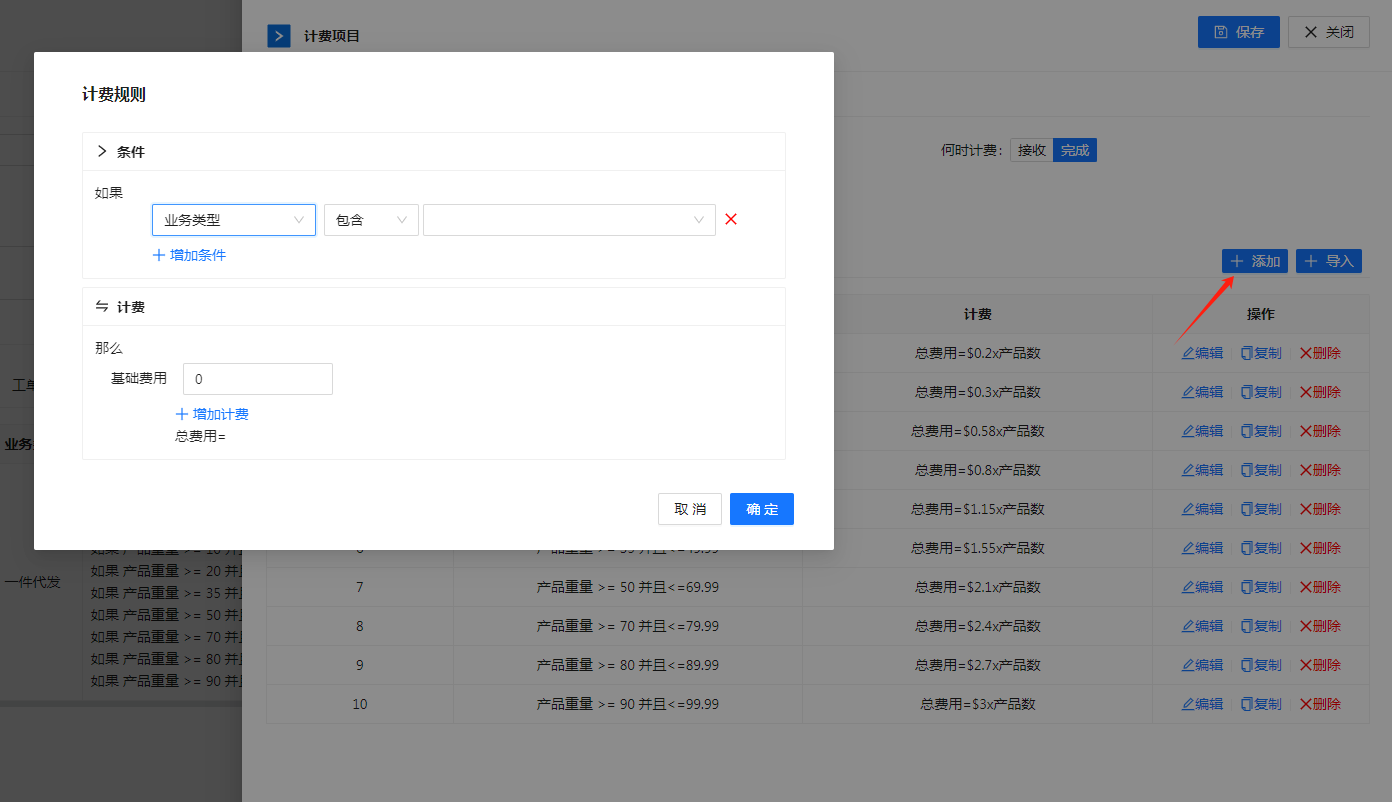 计费项目
保存
关闭
计费规则
条件
如果
业务类型
包含
增加条件
计费
那么
基础费用
0
增加计费
总费用=
取 消
确 定
何时计费：
接收
完成
添加
导入
计费
操作
总费用=$0.2x产品数
编辑
复制
删除
总费用=$0.3x产品数
编辑
复制
删除
总费用=$0.58x产品数
编辑
复制
删除
总费用=$0.8x产品数
编辑
复制
删除
总费用=$1.15x产品数
编辑
复制
删除
总费用=$1.55x产品数
编辑
复制
删除
7
产品重量 >= 50 并且<=69.99
总费用=$2.1x产品数
编辑
复制
删除
8
产品重量 >= 70 并且<=79.99
总费用=$2.4x产品数
编辑
复制
删除
9
产品重量 >= 80 并且<=89.99
总费用=$2.7x产品数
编辑
复制
删除
10
产品重量 >= 90 并且<=99.99
总费用=$3x产品数
编辑
复制
删除
工单
业务
一件代发
如果 产品重量 >= 20 并且
如果 产品重量 >= 35 并且
如果 产品重量 >= 50 并且
如果 产品重量 >= 70 并且
如果 产品重量 >= 80 并且
如果 产品重量 >= 90 并且